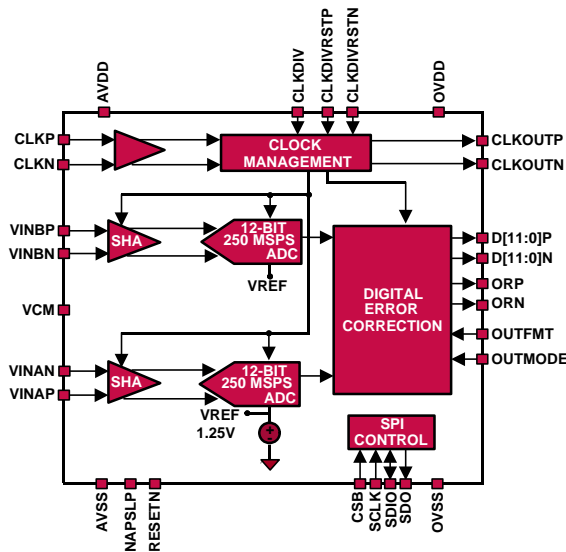 AVDD
CLKDIV
CLKDIVRSTP
CLKDIVRSTN
OVDD
CLKP
CLKN
CLOCK
MANAGEMENT
CLKOUTP
CLKOUTN
VINBP
VINBN
SHA
12-BIT
250 MSPS
ADC
VREF
VCM
DIGITAL
ERROR
CORRECTION
D[11:0]P
D[11:0]N
ORP
ORN
OUTFMT
OUTMODE
VINAN
VINAP
SHA
12-BIT
250 MSPS
ADC
VREF
1.25V
+
–
SPI
CONTROL
AVSS
NAPSLP
RESETN
CSB
SCLK
SDIO
SDO
OVSS